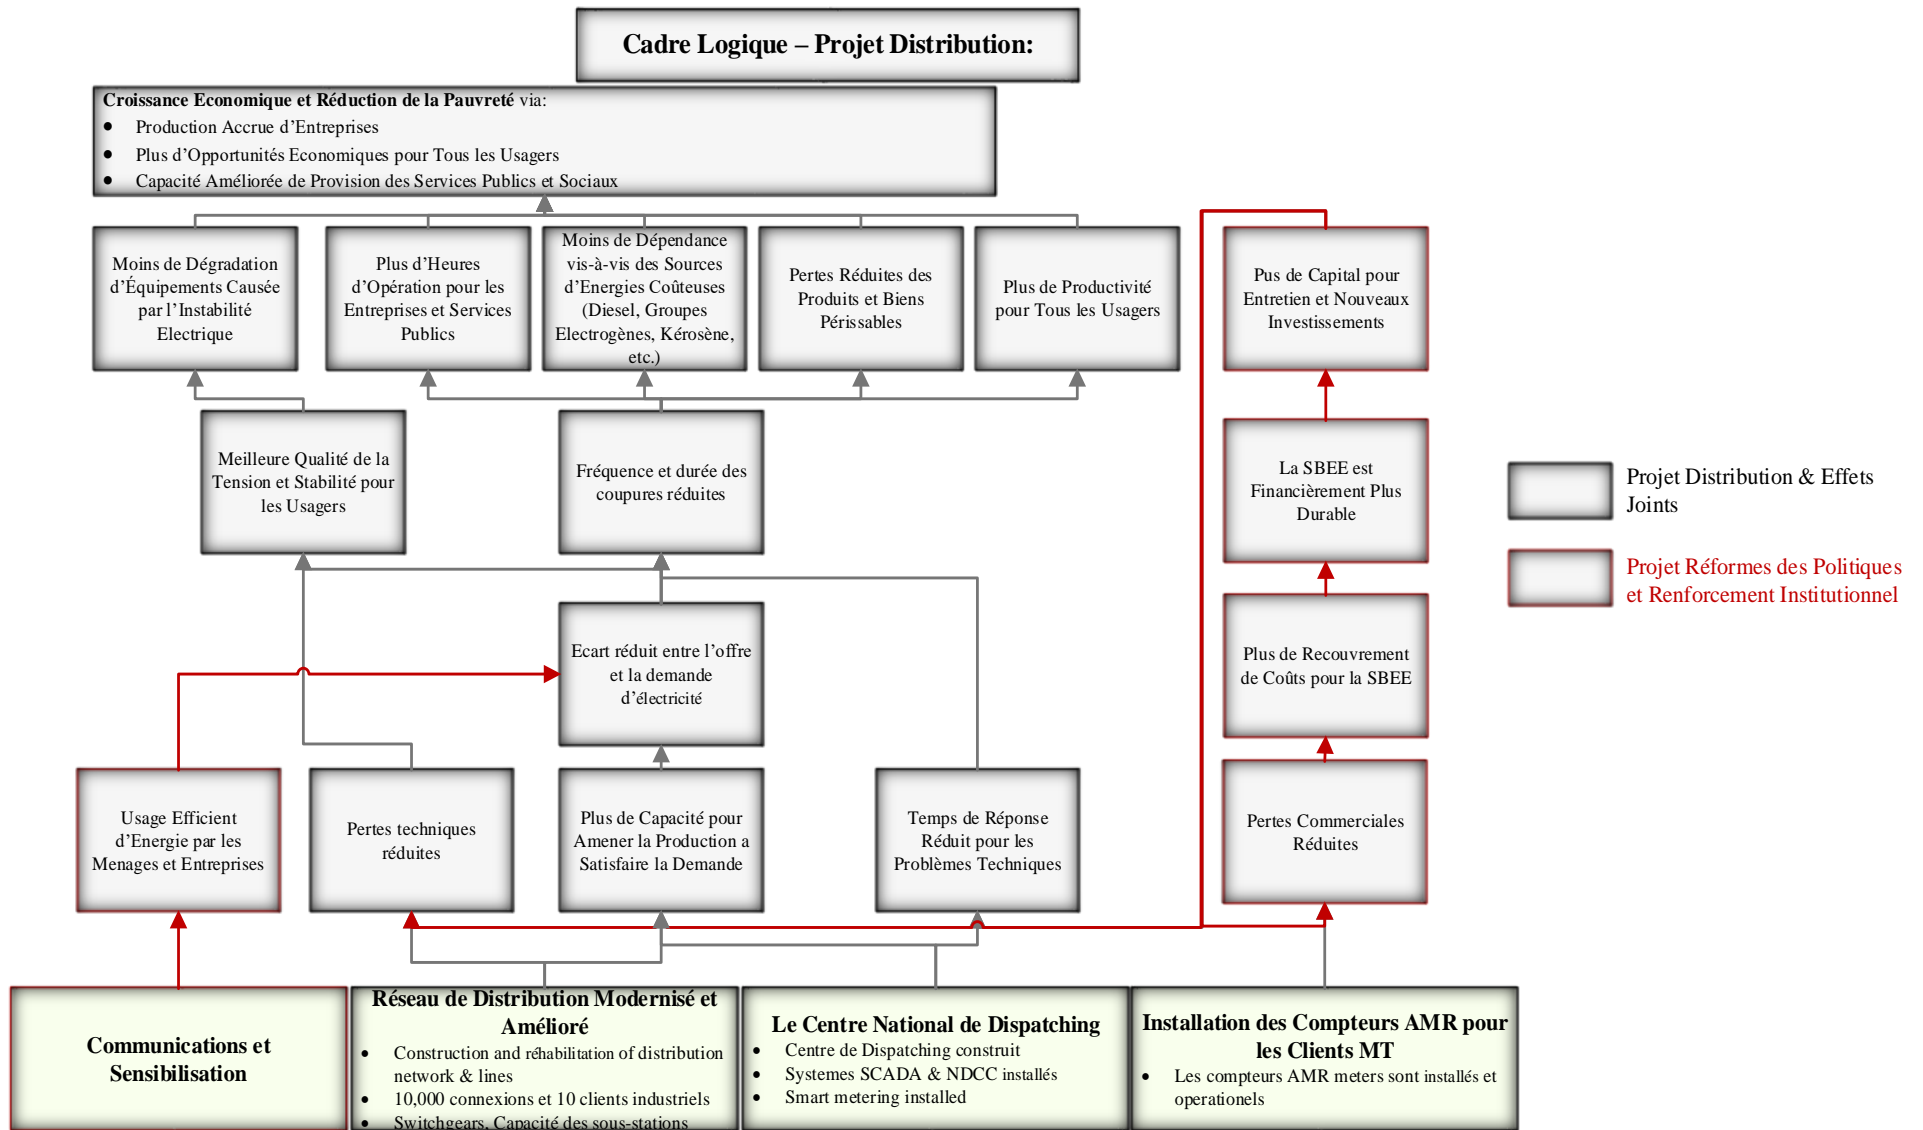 Cadre Logique – Projet Distribution:
Croissance Economique et Réduction de la Pauvreté via:
• Production Accrue d'Entreprises
• Plus d'Opportunités Economiques pour Tous les Usagers
• Capacité Améliorée de Provision des Services Publics et Sociaux
Moins de Dégradation
d'Équipements Causée
par l'Instabilité
Electrique
Plus d'Heures
d'Opération pour les
Entreprises et Services
Publics
Moins de Dépendance
vis-à-vis des Sources
d'Energies Coûteuses
(Diesel, Groupes
Electrogènes, Kérosène,
etc.)
Pertes Réduites des
Produits et Biens
Périssables
Plus de Productivité
pour Tous les Usagers
Pus de Capital pour
Entretien et Nouveaux
Investissements
Meilleure Qualité de la
Tension et Stabilité pour
les Usagers
Fréquence et durée des
coupures réduites
La SBEE est
Financièrement Plus
Durable
Projet Distribution & Effets
Joints
Projet Réformes des Politiques
et Renforcement Institutionnel
Ecart réduit entre l'offre
et la demande
d'électricité
Plus de Recouvrement
de Coûts pour la SBEE
Usage Efficient
d'Energie par les
Menages et Entreprises
Pertes techniques
réduites
Plus de Capacité pour
Amener la Production a
Satisfaire la Demande
Temps de Réponse
Réduit pour les
Problèmes Techniques
Pertes Commerciales
Réduites
Communications et
Sensibilisation
Réseau de Distribution Modernisé et
Amélioré
• Construction and réhabilitation of distribution
network & lines
• 10,000 connexions et 10 clients industriels
• Switchgears, Capacité des sous-stations
Le Centre National de Dispatching
• Centre de Dispatching construit
• Systemes SCADA & NDCC installés
• Smart metering installed
Installation des Compteurs AMR pour
les Clients MT
• Les compteurs AMR meters sont installés et
operationels